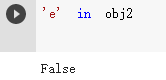 'e' in obj2
False